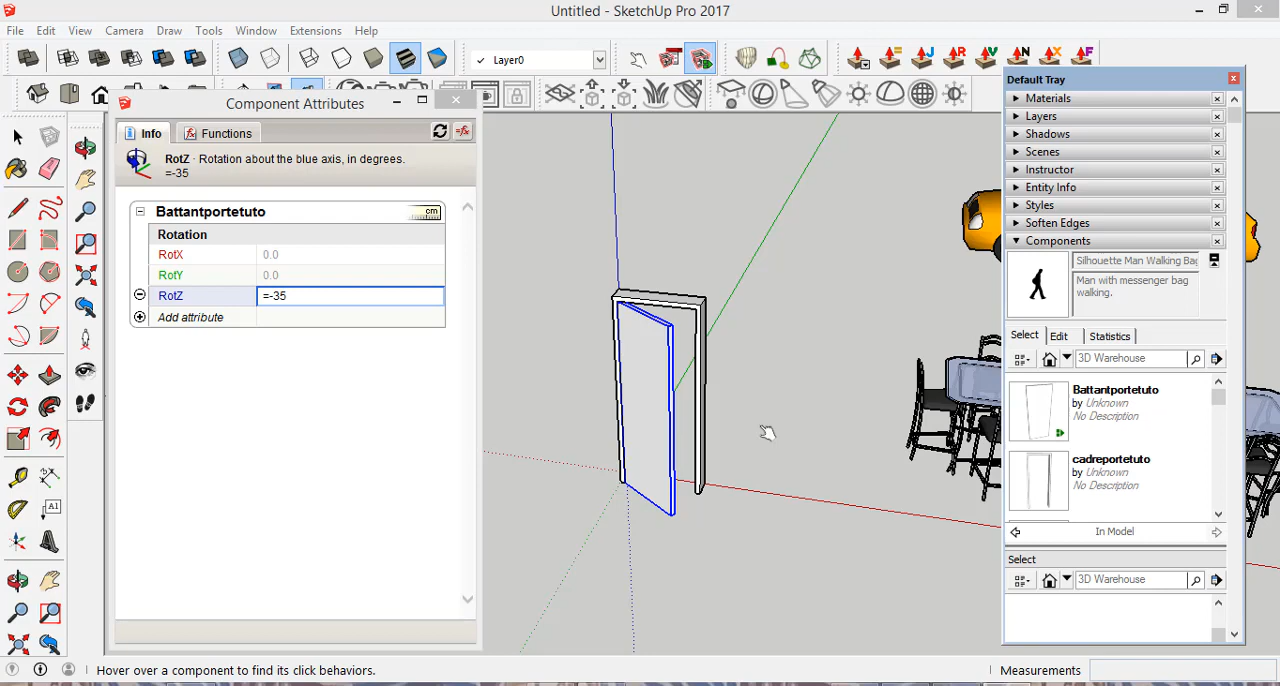 Untitled - SketchUp Pro 2017
File Edit View Camera Draw Tools Window Extensions Help
✓ Layer0
J R V N X F
Component Attributes
Info Functions
RotZ · Rotation about the blue axis, in degrees.
=-35
Battantportetuto cm
Rotation
RotX 0.0
RotY 0.0
RotZ =-35
Add attribute
A1
Default Tray
Materials
Layers
Shadows
Scenes
Instructor
Entity Info
Styles
Soften Edges
Components
Silhouette Man Walking Bag
Man with messenger bag
walking.
Select Edit Statistics
3D Warehouse
Battantportetuto
by Unknown
No Description
cadreportetuto
by Unknown
No Description
In Model
Select
3D Warehouse
Hover over a component to find its click behaviors.
Measurements